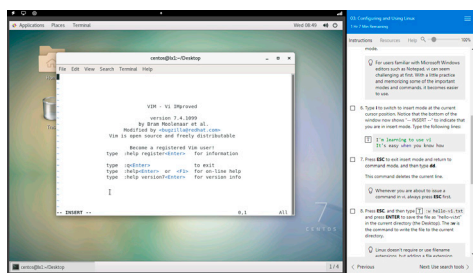 Applications Places Terminal
Wed 08:49
centos@lx1:~/Desktop
File Edit View Search Terminal Help
VIM - Vi IMproved
version 7.4.1099
by Bram Moolenaar et al.
Modified by <bugzilla@redhat.com>
Vim is open source and freely distributable
Become a registered Vim user!
type :help register<Enter> for information
type :q<Enter> to exit
type :help<Enter> or <F1> for on-line help
type :help version7<Enter> for version info
-- INSERT --
0,1
All
7
CENTOS
centos@lx1:~/Desktop
1 / 4
03: Configuring and Using Linux
Instructions Resources Help
100%
mode.
For users familiar with Microsoft Windows
editors such as Notepad, vi can seem
challenging at first. With a little practice
and memorizing some of the important
modes and commands, it becomes easier
to use.
6. Type i to switch to insert mode at the current
cursor position. Notice that the bottom of the
window now shows "-- INSERT --" to indicate that
you are in insert mode. Type the following lines:
I'm learning to use vi
It's easy when you know how
7. Press ESC to exit insert mode and return to
command mode, and then type dd.
This command deletes the current line.
Whenever you are about to issue a
command in vi, always press ESC first.
8. Press ESC, and then type :w hello-vi.txt
and press ENTER to save the file as "hello-vi.txt"
in the current directory (the Desktop). The :w is
the command to write the file to the current
directory.
Linux doesn't require or use filename
extensions, but adding a file extension
Previous
Next: Use search tools